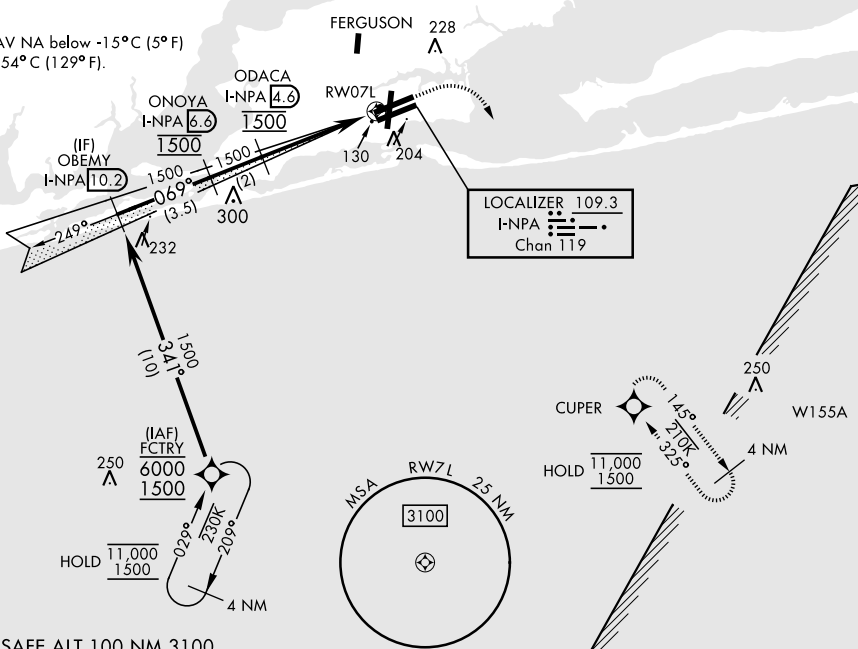 AV NA below -15°C (5°F)
54°C (129°F).
FERGUSON
228
ODACA
I-NPA 4.6
1500
RW07L
ONOYA
I-NPA 6.6
1500
130
204
(IF)
OBEMY
I-NPA 10.2
1500
1500
069°
(2)
(3.5)
300
249°
232
LOCALIZER 109.3
I-NPA
Chan 119
1500
341°
(10)
250
W155A
CUPER
145°
210K
325°
4 NM
HOLD 11,000
1500
(IAF)
FCTRY
6000
1500
250
029°
230K
209°
HOLD 11,000
1500
4 NM
MSA RW7L 25 NM
3100
SAFE ALT 100 NM 3100